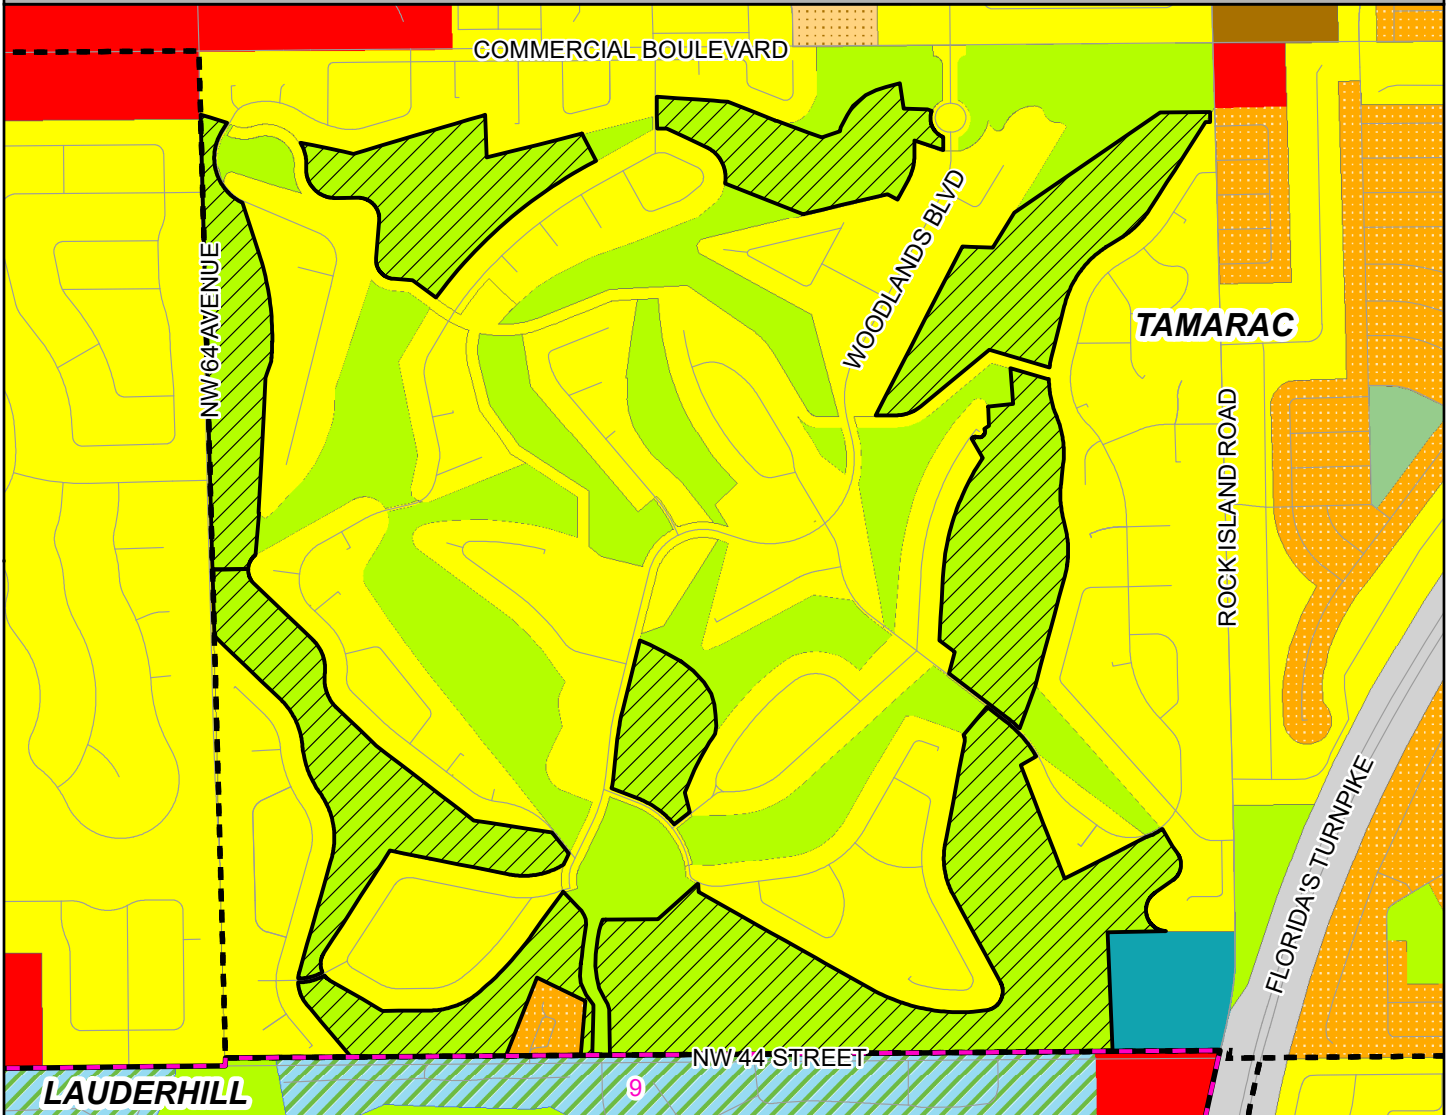 COMMERCIAL BOULEVARD
WOODLANDS BLVD
NW 64 AVENUE
TAMARAC
ROCK ISLAND ROAD
FLORIDA'S TURNPIKE
NW 44 STREET
LAUDERHILL
9